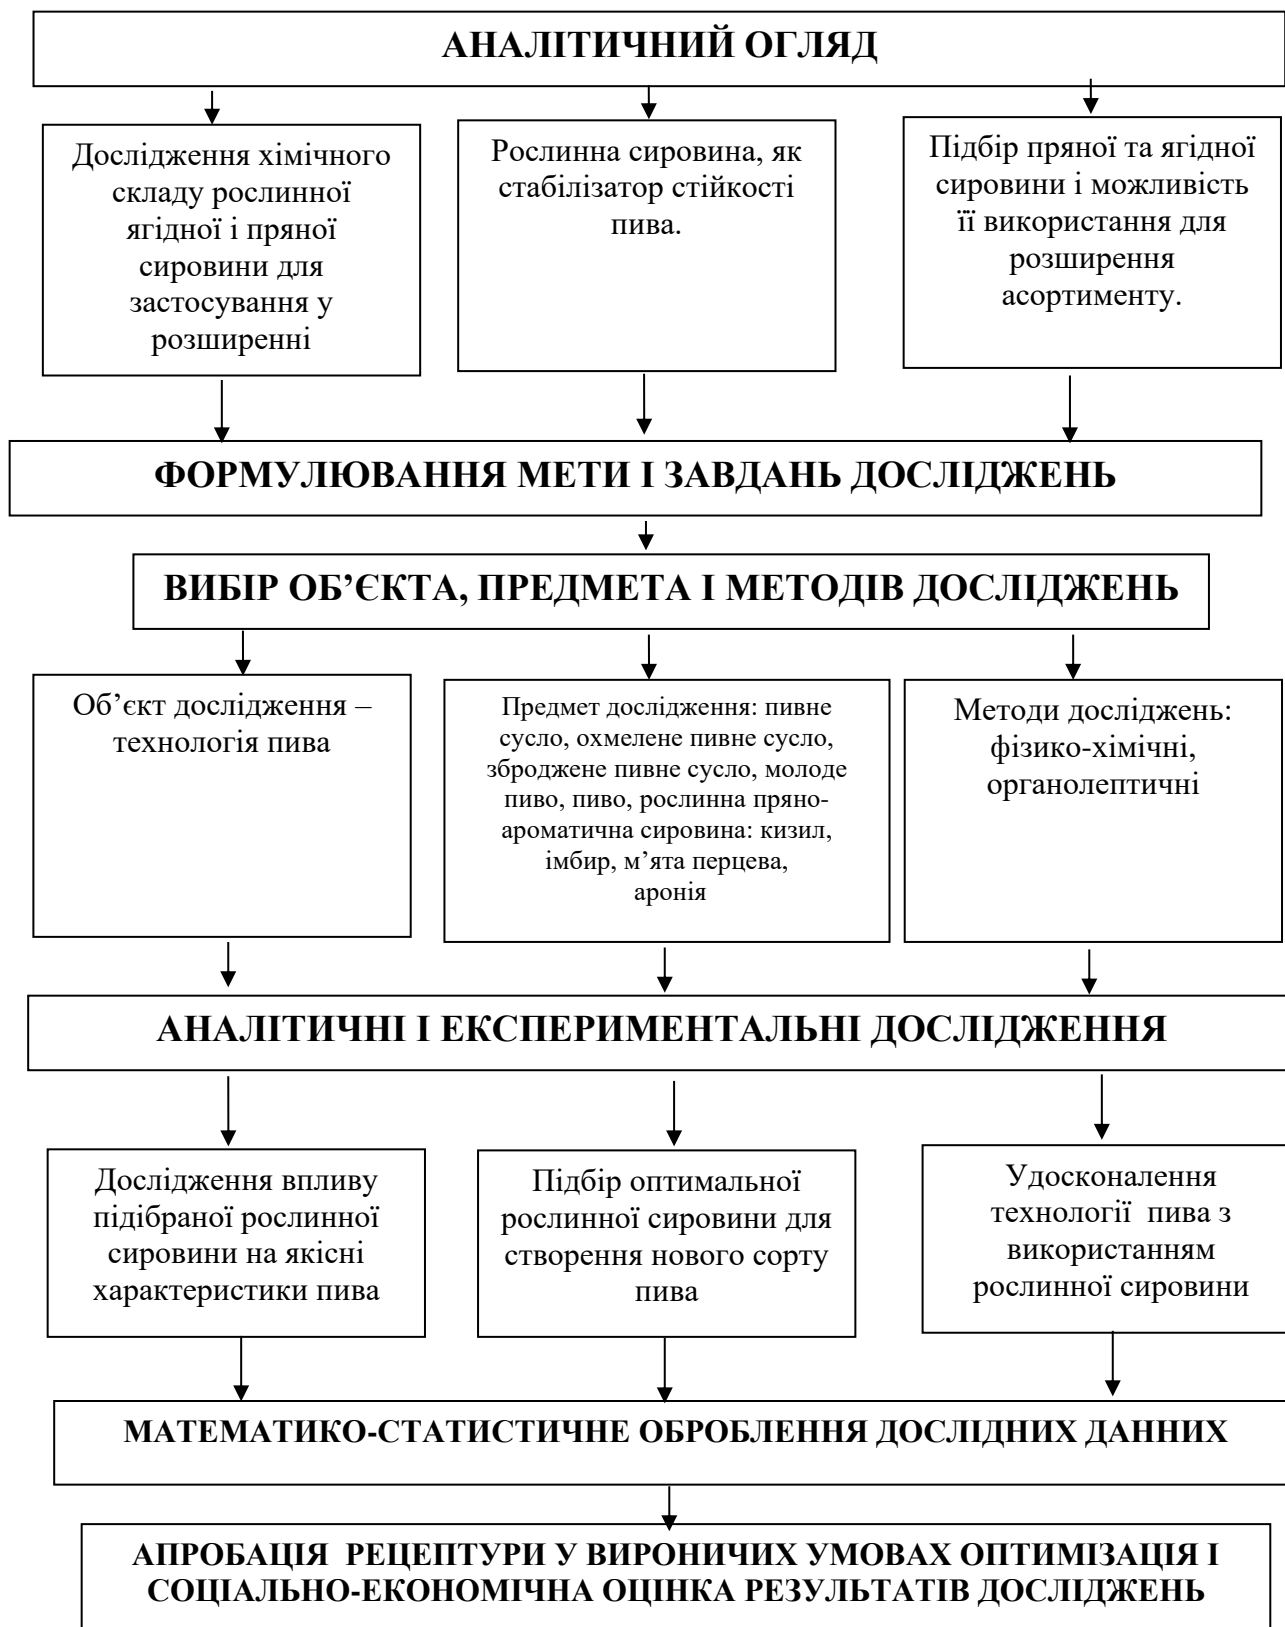 АНАЛІТИЧНИЙ ОГЛЯД
Дослідження хімічного
складу рослинної
ягідної і пряної
сировини для
застосування у
розширенні
Рослинна сировина, як
стабілізатор стійкості
пива.
Підбір пряної та ягідної
сировини і можливість
її використання для
розширення
асортименту.
ФОРМУЛЮВАННЯ МЕТИ І ЗАВДАНЬ ДОСЛІДЖЕНЬ
ВИБІР ОБ’ЄКТА, ПРЕДМЕТА І МЕТОДІВ ДОСЛІДЖЕНЬ
Об’єкт дослідження –
технологія пива
Предмет дослідження: пивне
сусло, охмелене пивне сусло,
зброджене пивне сусло, молоде
пиво, пиво, рослинна пряно-
ароматична сировина: кизил,
імбир, м’ята перцева,
аронія
Методи досліджень:
фізико-хімічні,
органолептичні
АНАЛІТИЧНІ І ЕКСПЕРИМЕНТАЛЬНІ ДОСЛІДЖЕННЯ
Дослідження впливу
підібраної рослинної
сировини на якісні
характеристики пива
Підбір оптимальної
рослинної сировини для
створення нового сорту
пива
Удосконалення
технології  пива з
використанням
рослинної сировини
МАТЕМАТИКО-СТАТИСТИЧНЕ ОБРОБЛЕННЯ ДОСЛІДНИХ ДАННИХ
АПРОБАЦІЯ  РЕЦЕПТУРИ У ВИРОНИЧИХ УМОВАХ ОПТИМІЗАЦІЯ І
СОЦІАЛЬНО-ЕКОНОМІЧНА ОЦІНКА РЕЗУЛЬТАТІВ ДОСЛІДЖЕНЬ